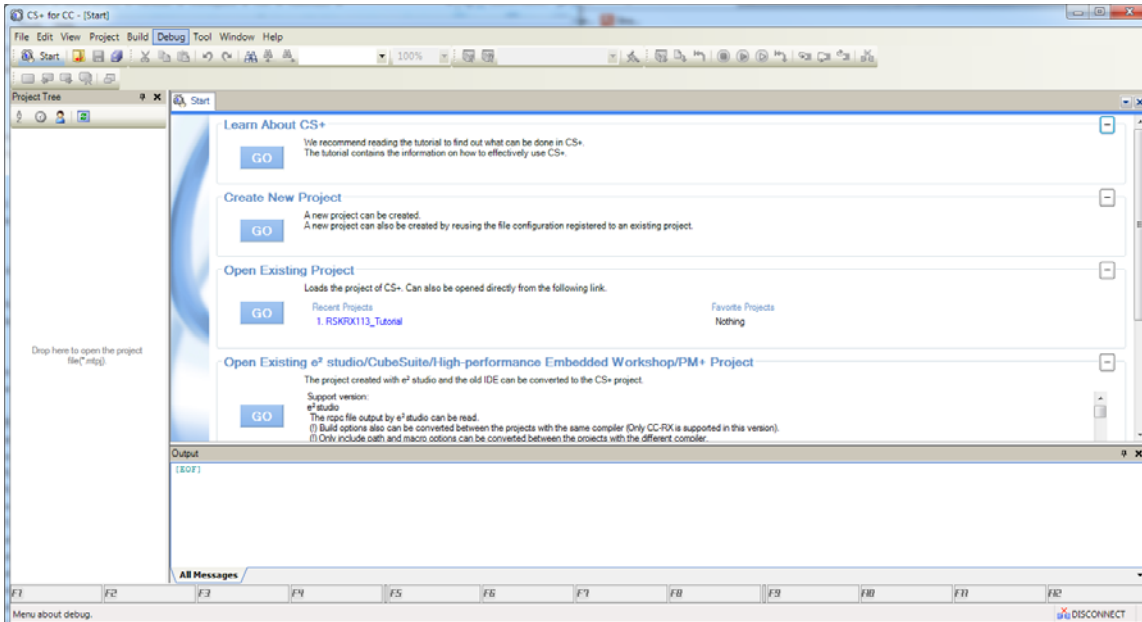 CS+ for CC - [Start]
File Edit View Project Build Debug Tool Window Help
Start 100%
Project Tree
Start
Learn About CS+
GO
We recommend reading the tutorial to find out what can be done in CS+.
The tutorial contains the information on how to effectively use CS+.
Create New Project
GO
A new project can be created.
A new project can also be created by reusing the file configuration registered to an existing project.
Open Existing Project
Loads the project of CS+. Can also be opened directly from the following link.
GO
Recent Projects
1. RSKRX113_Tutorial
Favorite Projects
Nothing
Drop here to open the project
file(*.mtpj).
Open Existing e² studio/CubeSuite/High-performance Embedded Workshop/PM+ Project
The project created with e² studio and the old IDE can be converted to the CS+ project.
GO
Support version:
e² studio
The rcpc file output by e² studio can be read.
(!) Build options also can be converted between the projects with the same compiler (Only CC-RX is supported in this version).
(!) Only include path and macro options can be converted between the projects with the different compiler.
Output
[EOF]
All Messages
F1 F2 F3 F4 F5 F6 F7 F8 F9 F10 F11 F12
Menu about debug.
DISCONNECT